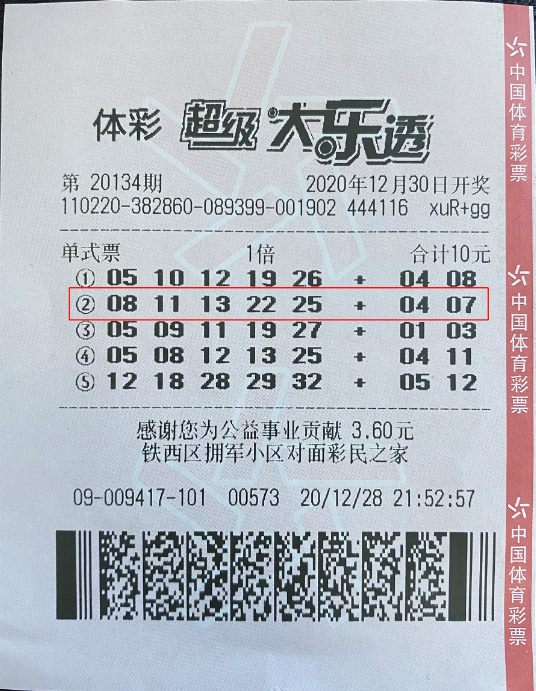 体彩 超级大乐透
第 20134期 2020年12月30日开奖
110220-382860-089399-001902 444116 xuR+gg
单式票 1倍 合计10元
① 05 10 12 19 26 + 04 08
② 08 11 13 22 25 + 04 07
③ 05 09 11 19 27 + 01 03
④ 05 08 12 13 25 + 04 11
⑤ 12 18 28 29 32 + 05 12
感谢您为公益事业贡献 3.60元
铁西区拥军小区对面彩民之家
09-009417-101 00573 20/12/28 21:52:57
中国体育彩票
中国体育彩票
中国体育彩票